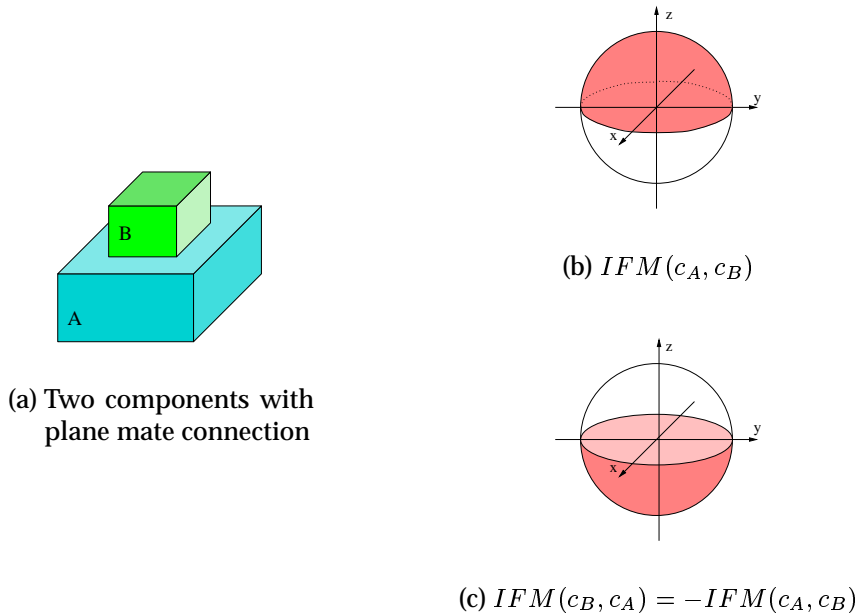 B
A
(a) Two components with
plane mate connection
z
y
x
(b) IFM(c_A, c_B)
z
y
x
(c) IFM(c_B, c_A) = −IFM(c_A, c_B)